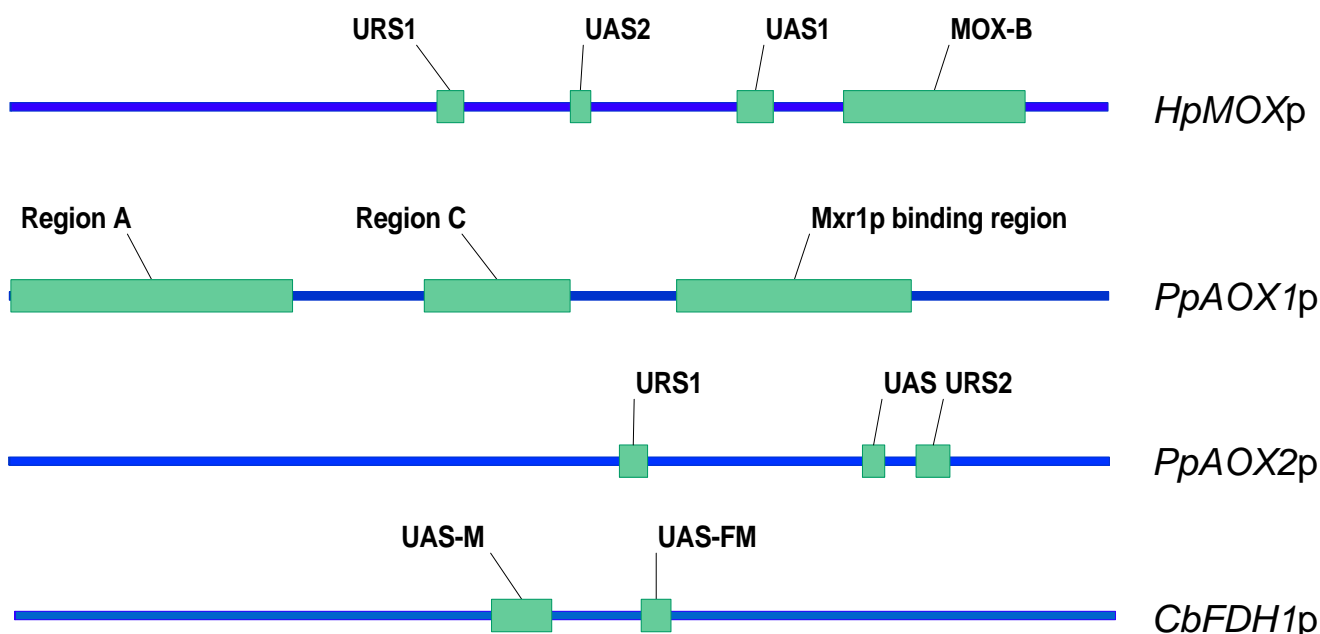 URS1 UAS2 UAS1 MOX-B
HpMOXp
Region A Region C Mxr1p binding region
PpAOX1p
URS1 UAS URS2
PpAOX2p
UAS-M UAS-FM
CbFDH1p